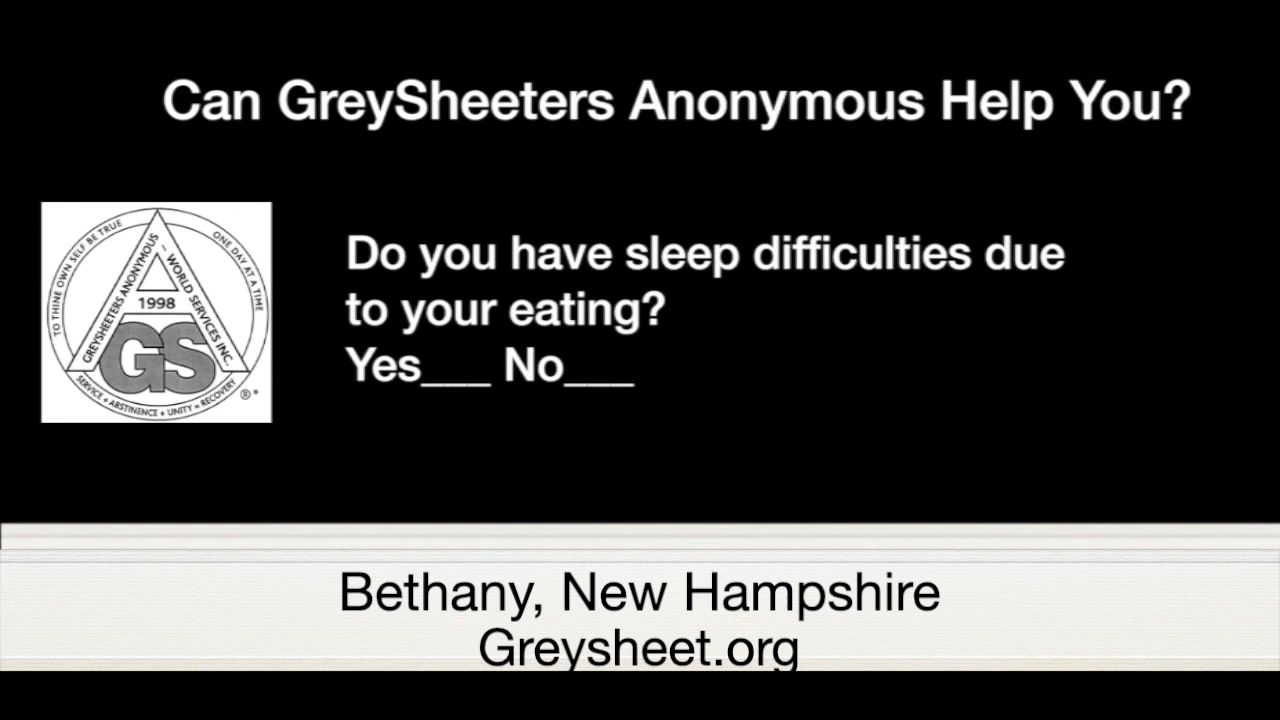 Can GreySheeters Anonymous Help You?
TO THINE OWN SELF BE TRUE
ONE DAY AT A TIME
GREYSHEETERS ANONYMOUS – WORLD SERVICES INC.
1998
GS
SERVICE + ABSTINENCE + UNITY = RECOVERY
®*
Do you have sleep difficulties due
to your eating?
Yes___ No___
Bethany, New Hampshire
Greysheet.org